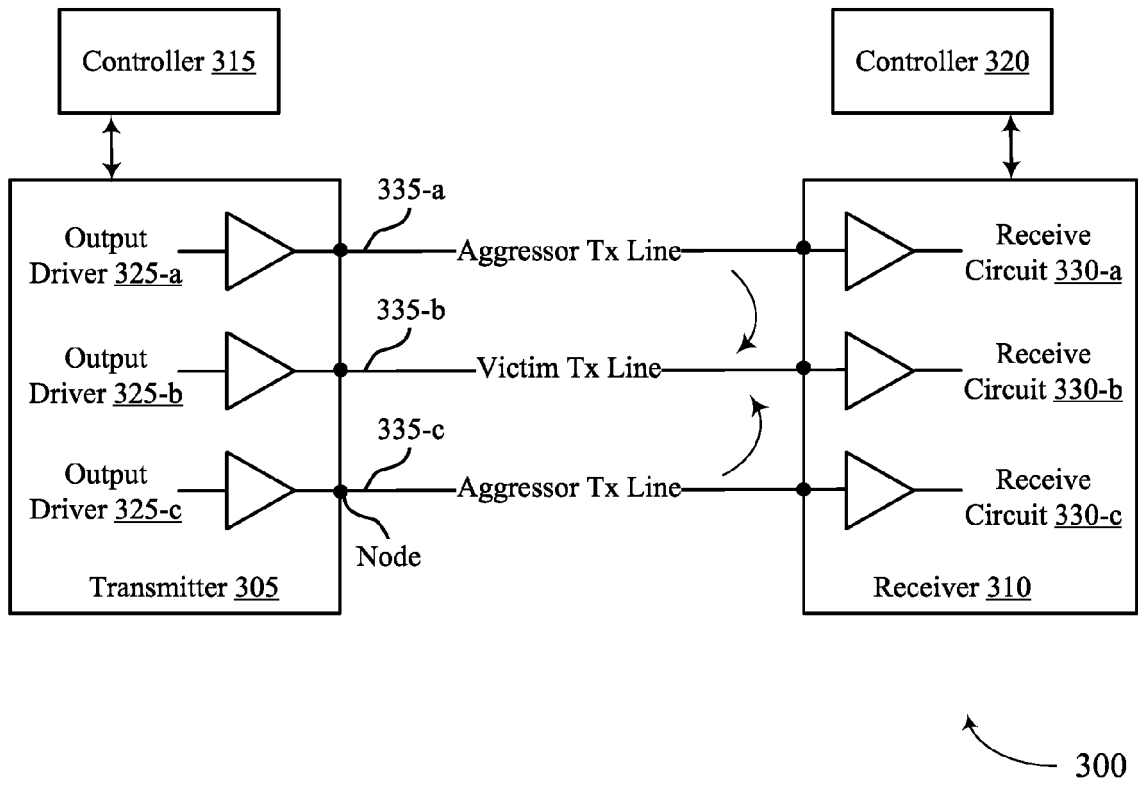 Controller 315
Controller 320
335-a
Output
Driver 325-a
Aggressor Tx Line
Receive
Circuit 330-a
335-b
Output
Driver 325-b
Victim Tx Line
Receive
Circuit 330-b
335-c
Output
Driver 325-c
Aggressor Tx Line
Receive
Circuit 330-c
Node
Transmitter 305
Receiver 310
300